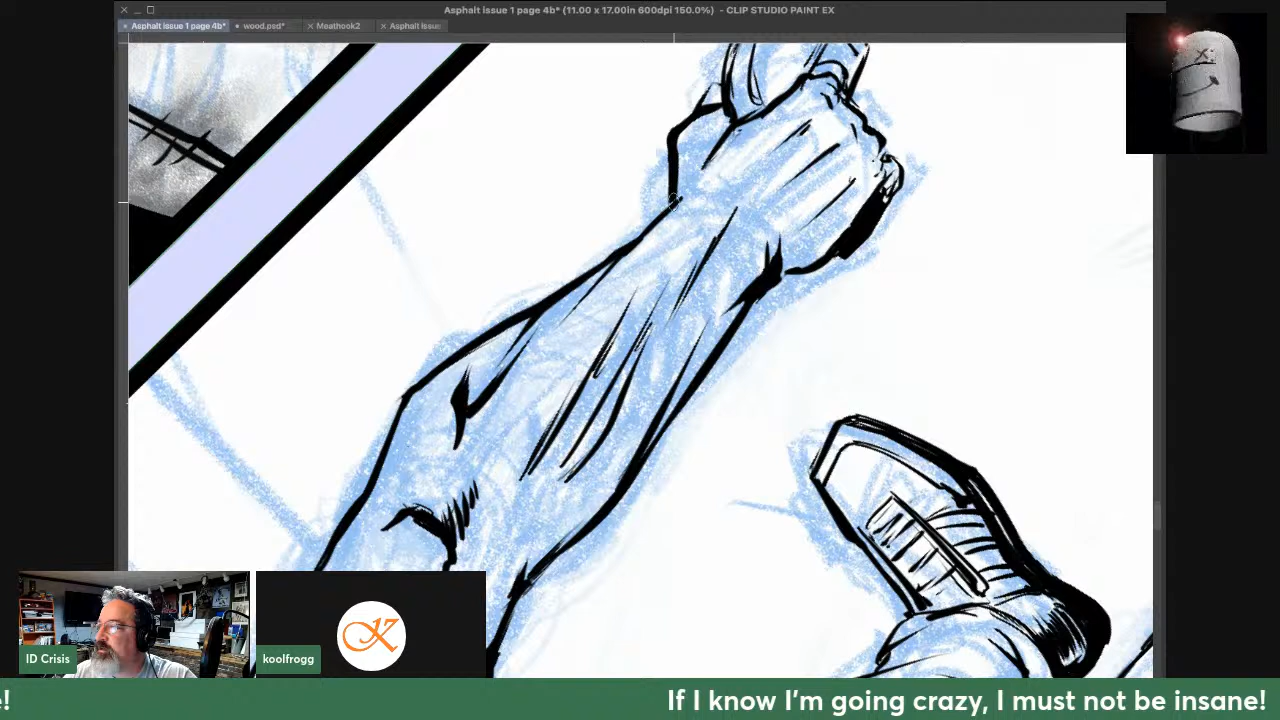 Asphalt issue 1 page 4b* (11.00 x 17.00in 600dpi 150.0%) - CLIP STUDIO PAINT EX
Asphalt issue 1 page 4b*
wood.psd*
Meathook2
Asphalt issue
X:
K
ID Crisis
koolfrogg
e!
If I know I'm going crazy, I must not be insane!